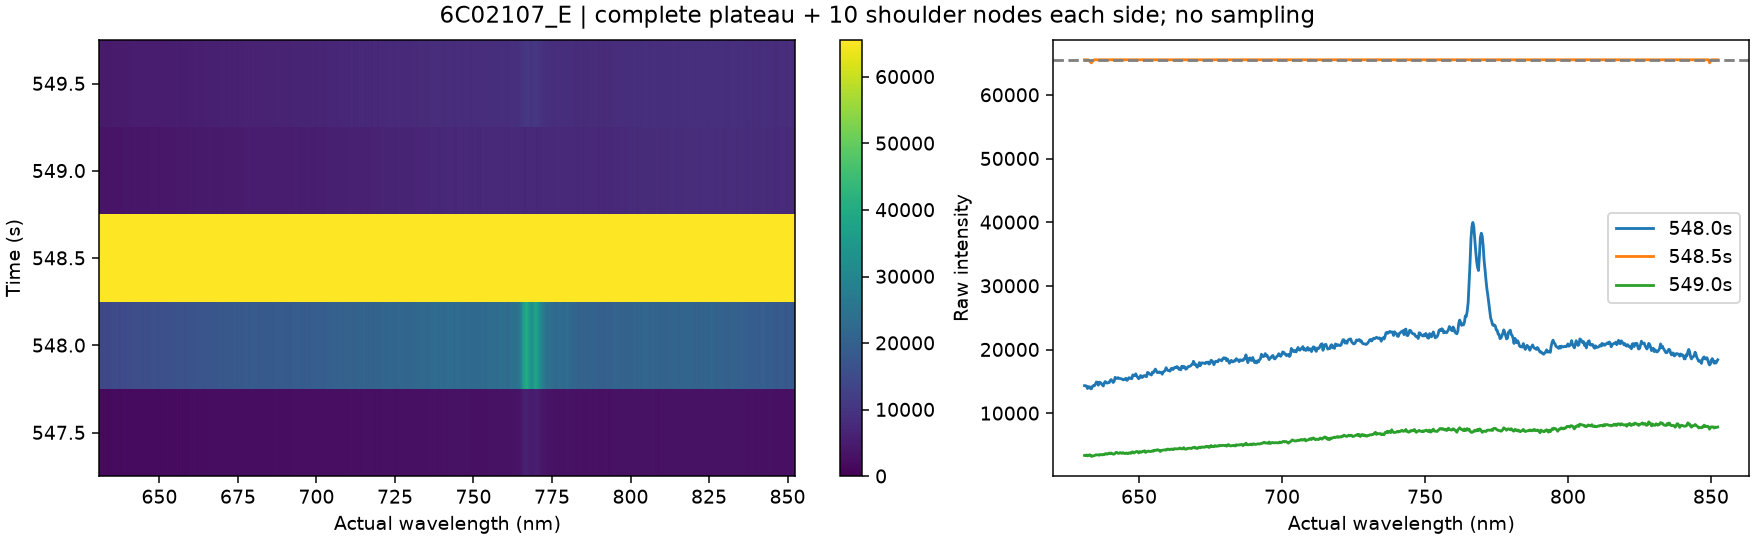 6C02107_E | complete plateau + 10 shoulder nodes each side; no sampling
Time (s)
549.5
549.0
548.5
548.0
547.5
650 675 700 725 750 775 800 825 850
Actual wavelength (nm)
60000
50000
40000
30000
20000
10000
0
Raw intensity
60000
50000
40000
30000
20000
10000
548.0s
548.5s
549.0s
650 700 750 800 850
Actual wavelength (nm)